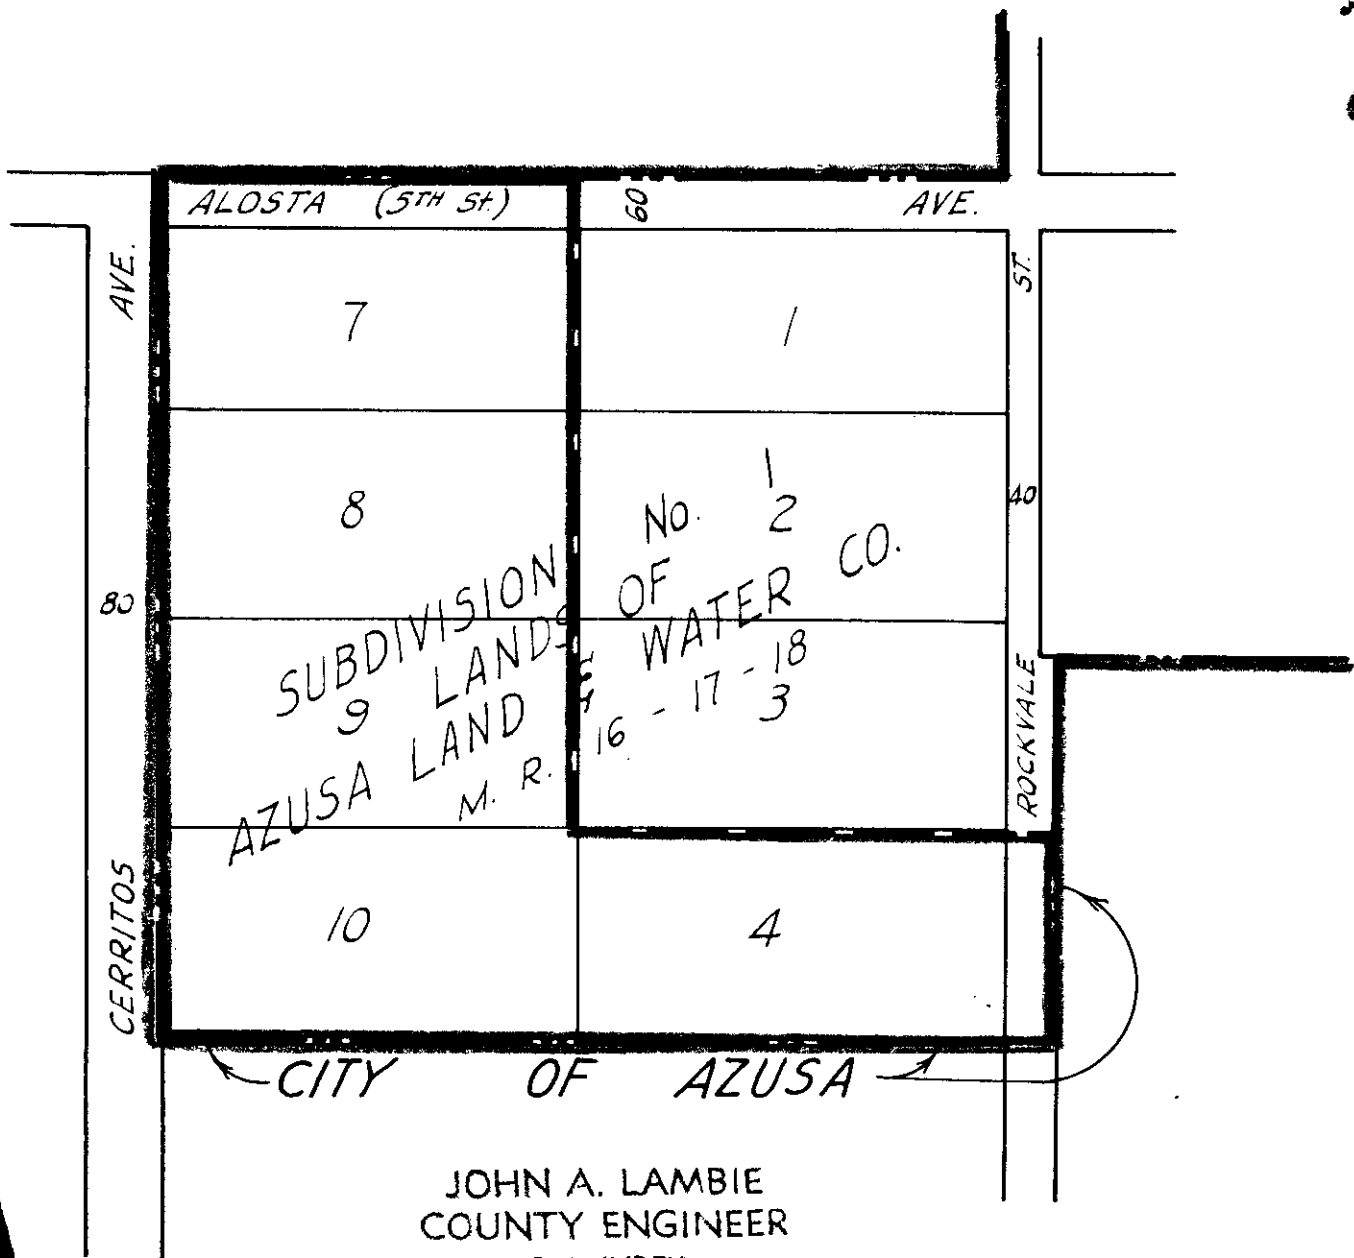 ALOSTA (5TH St.) 60 AVE.
AVE.
ST.
7
1
8
40
80
SUBDIVISION No. 1
2
9 LANDS OF
AZUSA LAND & WATER CO.
M. R. 16 - 17 - 18
3
ROCKVALE
CERRITOS
10
4
CITY OF AZUSA
JOHN A. LAMBIE
COUNTY ENGINEER